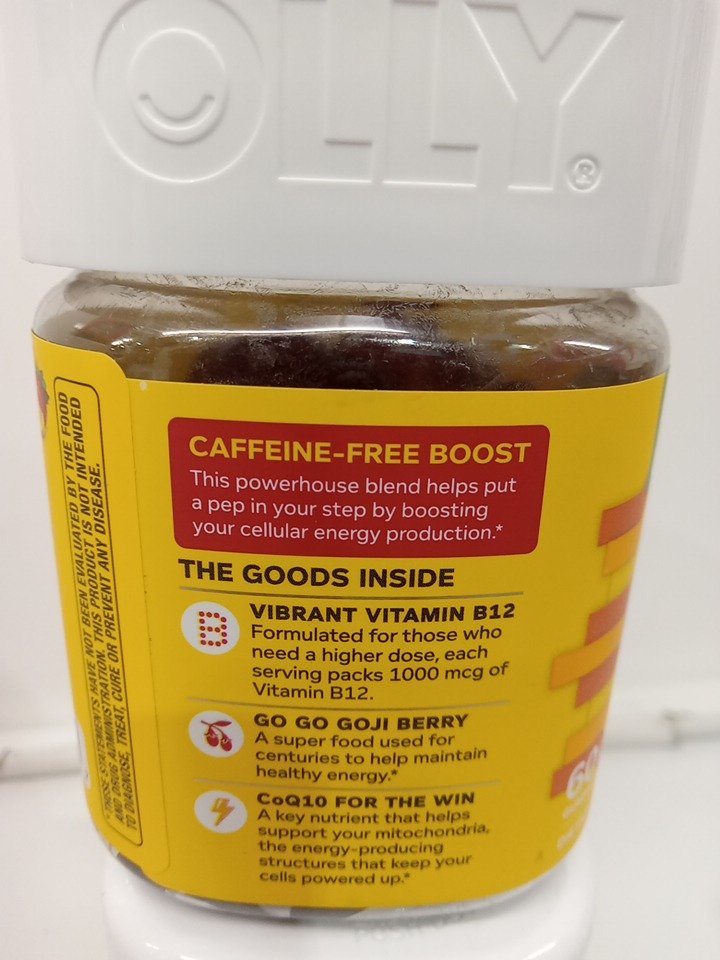 OLLY®
CAFFEINE-FREE BOOST
This powerhouse blend helps put
a pep in your step by boosting
your cellular energy production.*
THE GOODS INSIDE
B
VIBRANT VITAMIN B12
Formulated for those who
need a higher dose, each
serving packs 1000 mcg of
Vitamin B12.
GO GO GOJI BERRY
A super food used for
centuries to help maintain
healthy energy.*
CoQ10 FOR THE WIN
A key nutrient that helps
support your mitochondria,
the energy-producing
structures that keep your
cells powered up.*
*THESE STATEMENTS HAVE NOT BEEN EVALUATED BY THE FOOD
AND DRUG ADMINISTRATION. THIS PRODUCT IS NOT INTENDED
TO DIAGNOSE, TREAT, CURE OR PREVENT ANY DISEASE.